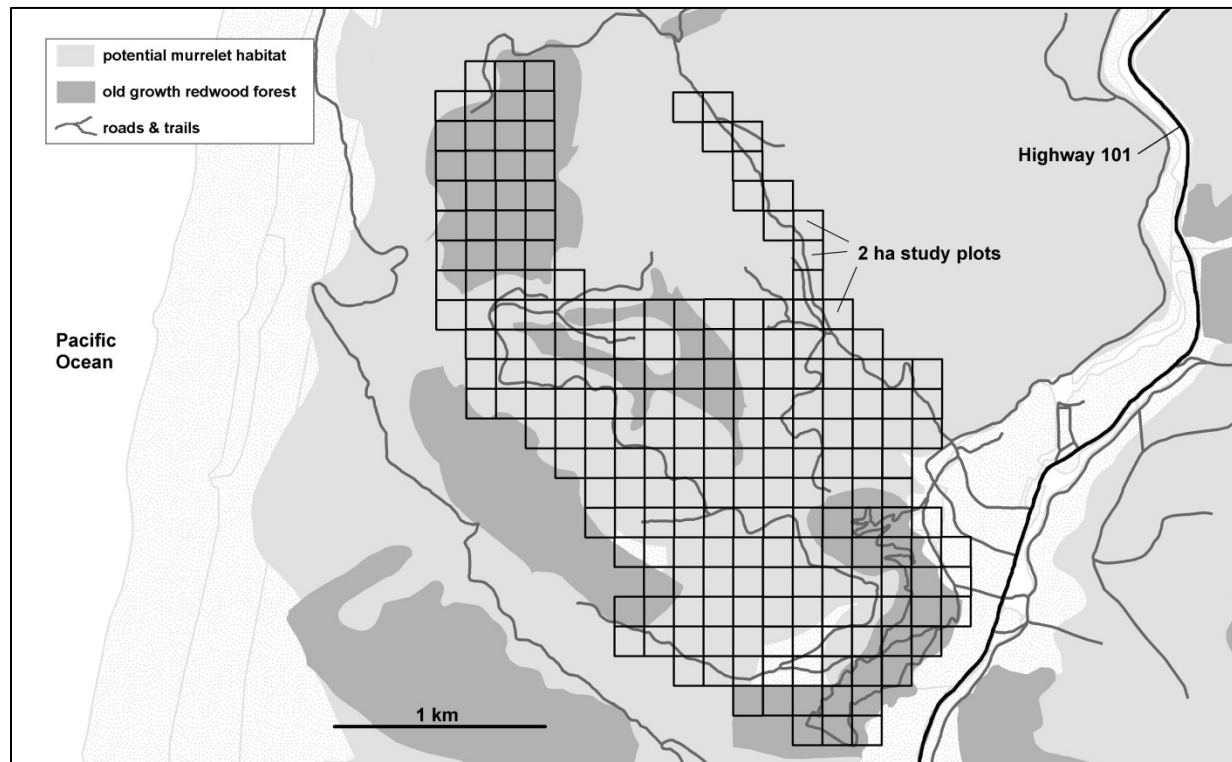 potential murrelet habitat
old growth redwood forest
roads & trails
Highway 101
2 ha study plots
Pacific
Ocean
1 km